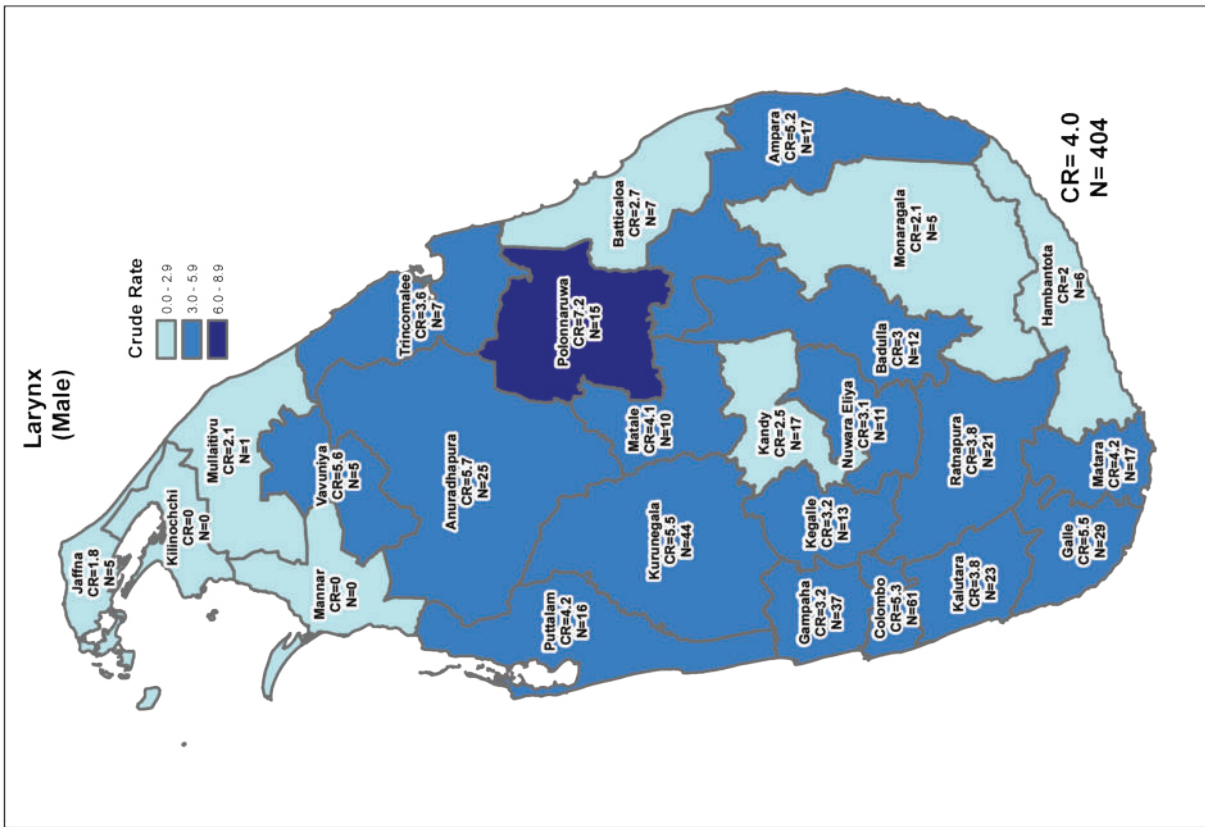 Larynx
(Male)
Crude Rate
0.0 - 2.9
3.0 - 5.9
6.0 - 8.9
Jaffna
CR=1.8
N=5
Kilinochchi
CR=0
N=0
Mullaitivu
CR=2.1
N=1
Mannar
CR=0
N=0
Vavuniya
CR=5.6
N=5
Trincomalee
CR=3.6
N=7
Anuradhapura
CR=5.7
N=25
Polonnaruwa
CR=7.2
N=15
Puttalam
CR=4.2
N=16
Batticaloa
CR=2.7
N=7
Matale
CR=4.1
N=10
Kurunegala
CR=5.5
N=44
Ampara
CR=5.2
N=17
Kandy
CR=2.5
N=17
Kegalle
CR=3.2
N=13
Gampaha
CR=3.2
N=37
Nuwara Eliya
CR=3.1
N=11
Badulla
CR=3
N=12
Monaragala
CR=2.1
N=5
Colombo
CR=5.3
N=61
Kalutara
CR=3.8
N=23
Ratnapura
CR=3.8
N=21
Hambantota
CR=2
N=6
Galle
CR=5.5
N=29
Matara
CR=4.2
N=17
CR= 4.0
N= 404